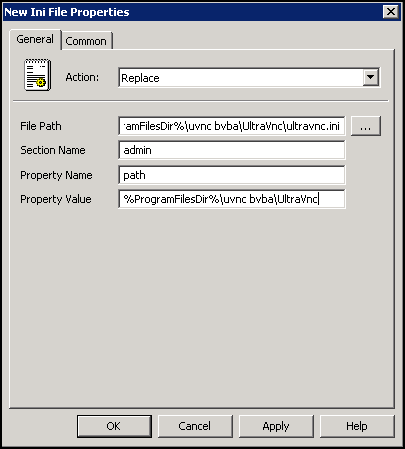 New Ini File Properties
General Common
Action: Replace
File Path amFilesDir%\uvnc bvba\UltraVnc\ultravnc.ini ...
Section Name admin
Property Name path
Property Value %ProgramFilesDir%\uvnc bvba\UltraVnc
OK Cancel Apply Help